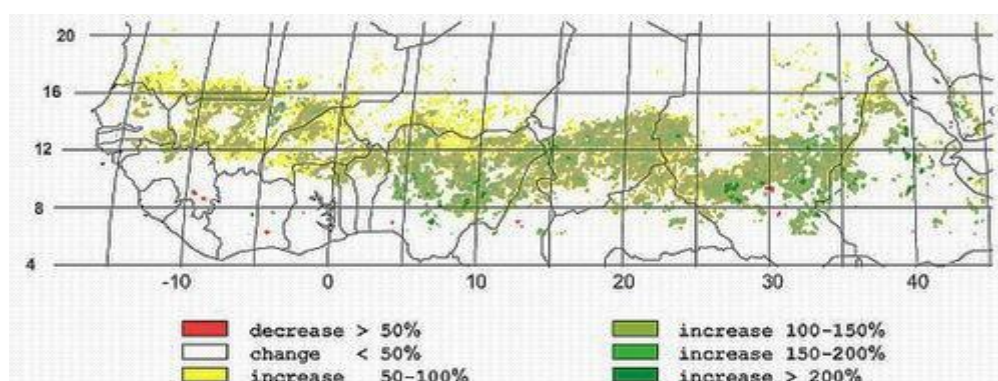 20
16
12
8
4
-10 0 10 20 30 40
decrease > 50%
change < 50%
increase 50-100%
increase 100-150%
increase 150-200%
increase > 200%